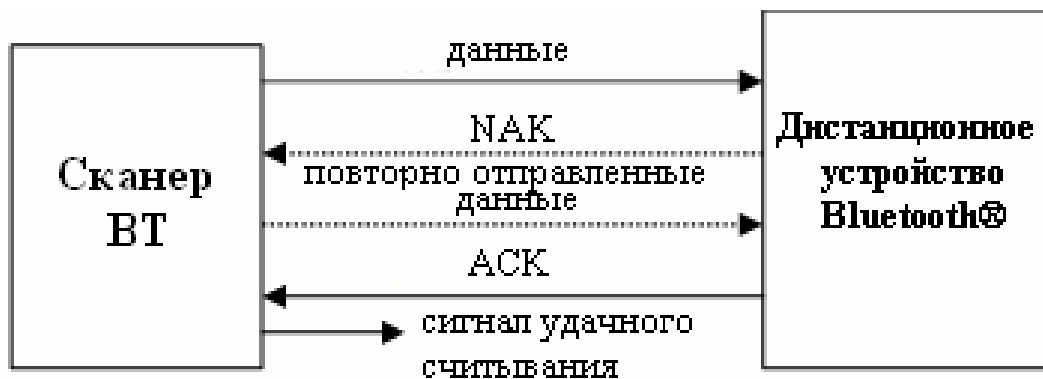 данные
NAK
повторно отправленные
данные
ACK
сигнал удачного
считывания
Сканер
BT
Дистанционное
устройство
Bluetooth®